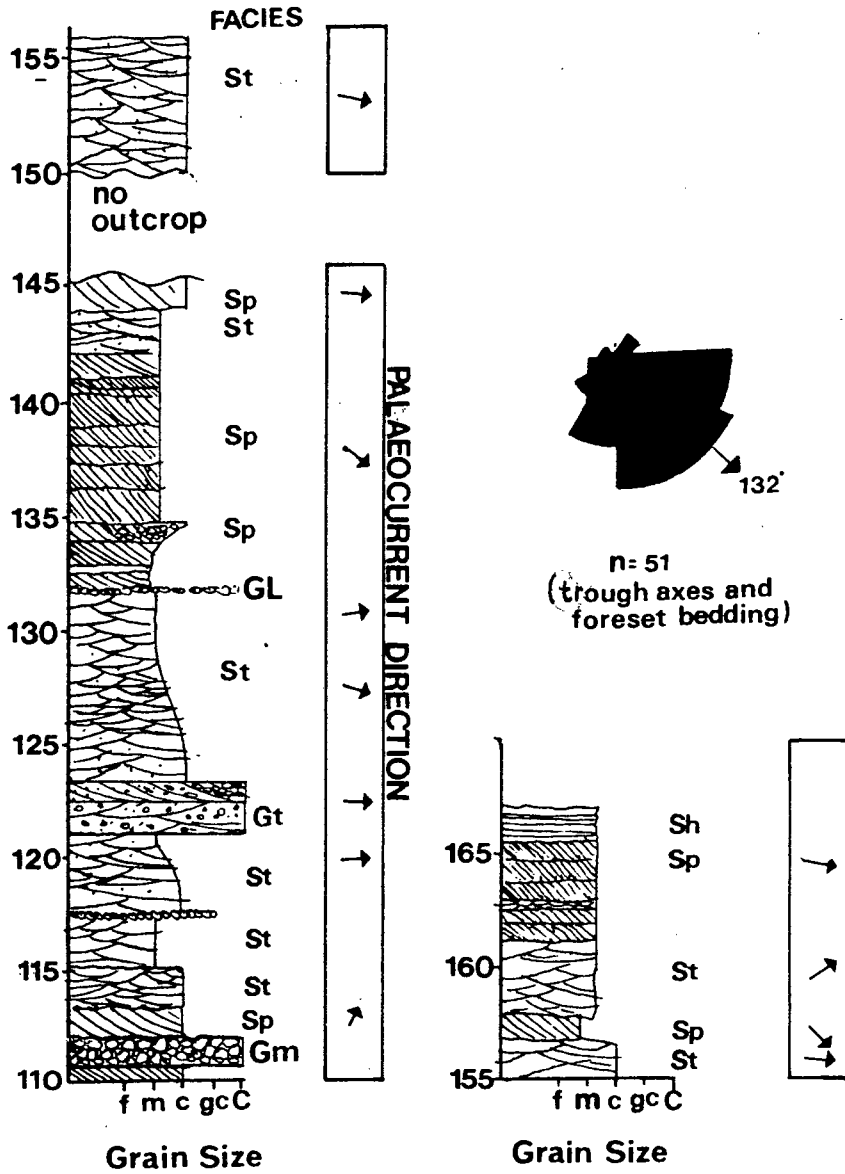 FACIES
155
St
150
no
outcrop
145
Sp
St
140
Sp
135
Sp
GL
130
St
125
Gt
120
St
St
115
St
Sp
Gm
110
f m c gc C
Grain Size
PALAEOCURRENT DIRECTION
132°
n= 51
(trough axes and
foreset bedding)
Sh
165
Sp
160
St
Sp
155
St
f m c gc C
Grain Size